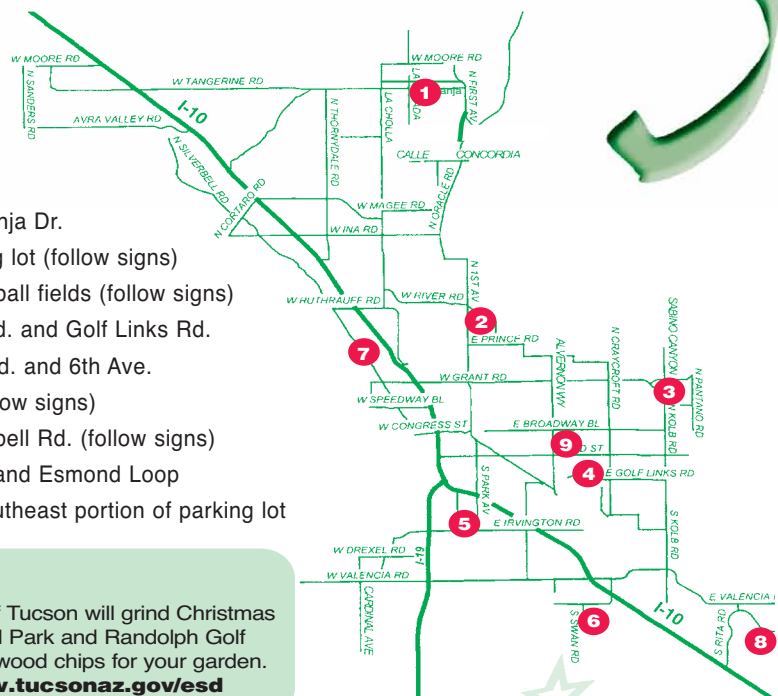 W MOORE RD
W MOORE RD
N SANDERS RD
W TANGERINE RD
LA CHOLLA
1
anja
N FIRST AV
I-10
AVRA VALLEY RD
N THORNYDALE RD
N SILVERBELL RD
CALLE CONCORDIA
N CORTARO RD
W MAGEE RD
N ORACLE RD
W INA RD
nja Dr.
g lot (follow signs)
ball fields (follow signs)
d. and Golf Links Rd.
d. and 6th Ave.
ow signs)
bell Rd. (follow signs)
and Esmond Loop
utheast portion of parking lot
W RUTHRAUFF RD
W RIVER RD
N 1ST AV
2
E PRINCE RD
7
W GRANT RD
ALVERNON WY
N CRAYCROFT RD
SABINO CANYON
N PANTANO RD
3
W SPEEDWAY BL
W CONGRESS ST
E BROADWAY BL
N KOLB RD
9
D ST
4
E GOLF LINKS RD
S PARK AV
5
E IRVINGTON RD
S KOLB RD
W DREXEL RD
I-19
W VALENCIA RD
CARDINAL AVE
6
S SWAN RD
I-10
E VALENCIA
S RITA RD
8
f Tucson will grind Christmas
l Park and Randolph Golf
wood chips for your garden.
w.tucsonaz.gov/esd